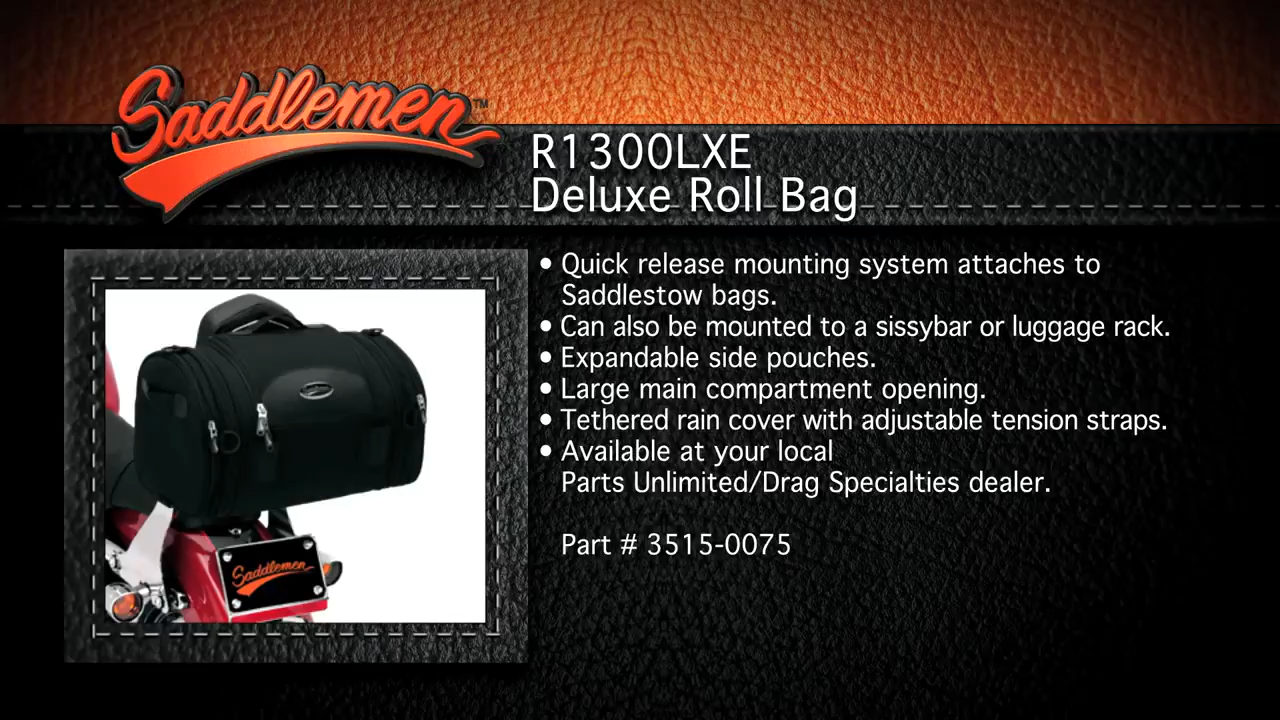 Saddlemen™
R1300LXE
Deluxe Roll Bag
• Quick release mounting system attaches to
Saddlestow bags.
• Can also be mounted to a sissybar or luggage rack.
• Expandable side pouches.
• Large main compartment opening.
• Tethered rain cover with adjustable tension straps.
• Available at your local
Parts Unlimited/Drag Specialties dealer.
Part # 3515-0075
Saddlemen